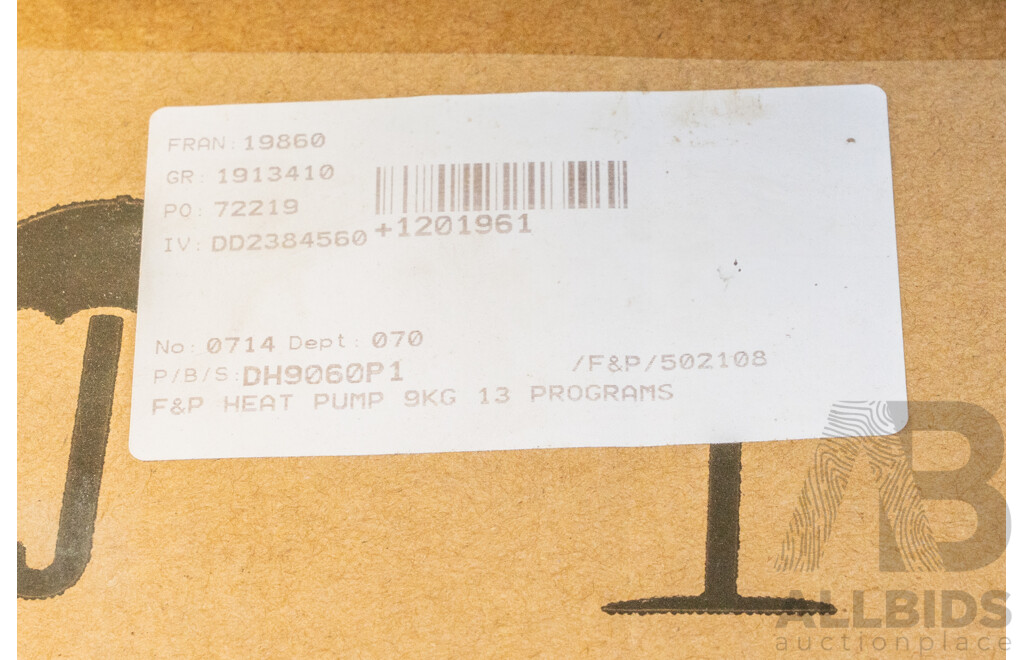 FRAN: 19860
GR: 1913410
PO: 72219
IV: DD2384560
+1201961
No: 0714 Dept: 070
P/B/S: DH9060P1 /F&P/502108
F&P HEAT PUMP 9KG 13 PROGRAMS
AB
ALLBIDS
auctionplace